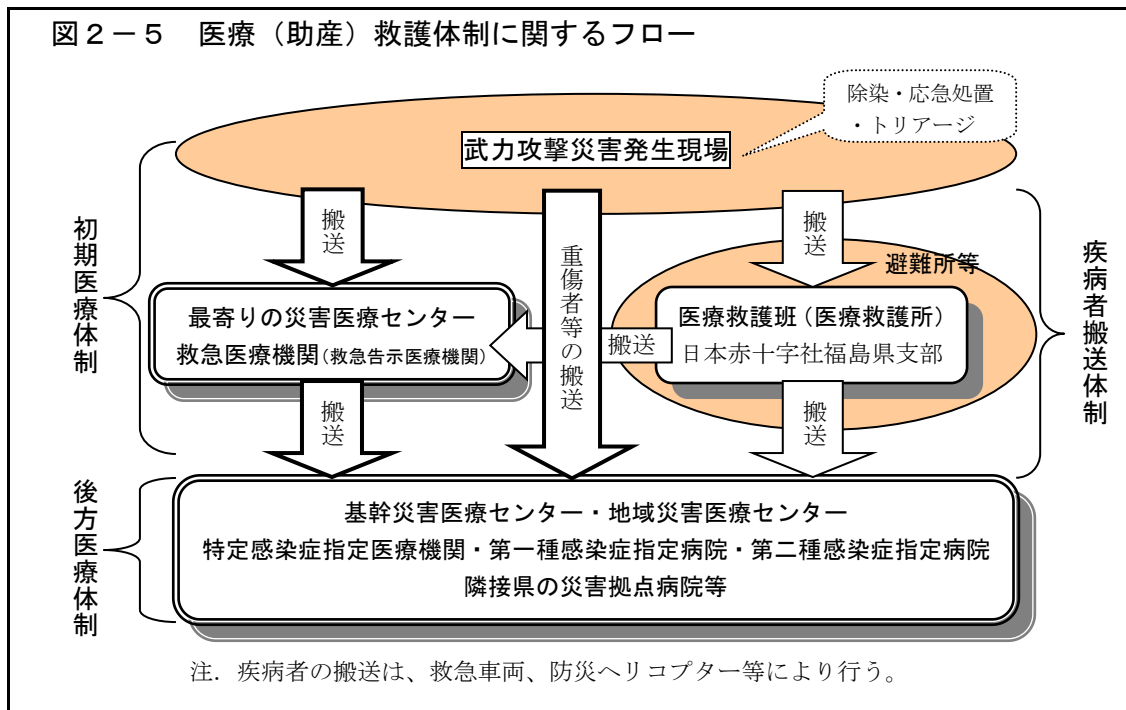 図2-5 医療(助産)救護体制に関するフロー
除染・応急処置
・トリアージ
武力攻撃災害発生現場
初期医療体制
搬送
重傷者等の搬送
搬送
避難所等
疾病者搬送体制
最寄りの災害医療センター
救急医療機関(救急告示医療機関)
搬送
医療救護班(医療救護所)
日本赤十字社福島県支部
搬送
搬送
後方医療体制
基幹災害医療センター・地域災害医療センター
特定感染症指定医療機関・第一種感染症指定病院・第二種感染症指定病院
隣接県の災害拠点病院等
注.疾病者の搬送は、救急車両、防災ヘリコプター等により行う。